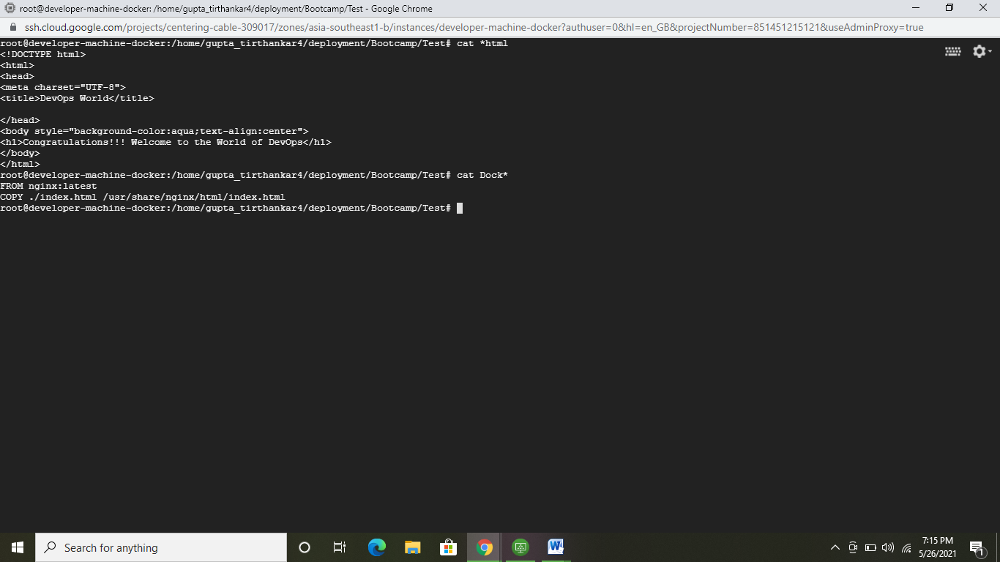 root@developer-machine-docker: /home/gupta_tirthankar4/deployment/Bootcamp/Test - Google Chrome
ssh.cloud.google.com/projects/centering-cable-309017/zones/asia-southeast1-b/instances/developer-machine-docker?authuser=0&hl=en_GB&projectNumber=851451215121&useAdminProxy=true
root@developer-machine-docker:/home/gupta_tirthankar4/deployment/Bootcamp/Test# cat *html
<!DOCTYPE html>
<html>
<head>
<meta charset="UTF-8">
<title>DevOps World</title>
</head>
<body style="background-color:aqua;text-align:center">
<h1>Congratulations!!! Welcome to the World of DevOps</h1>
</body>
</html>
root@developer-machine-docker:/home/gupta_tirthankar4/deployment/Bootcamp/Test# cat Dock*
FROM nginx:latest
COPY ./index.html /usr/share/nginx/html/index.html
root@developer-machine-docker:/home/gupta_tirthankar4/deployment/Bootcamp/Test#
Search for anything
W
7:15 PM
5/26/2021
1